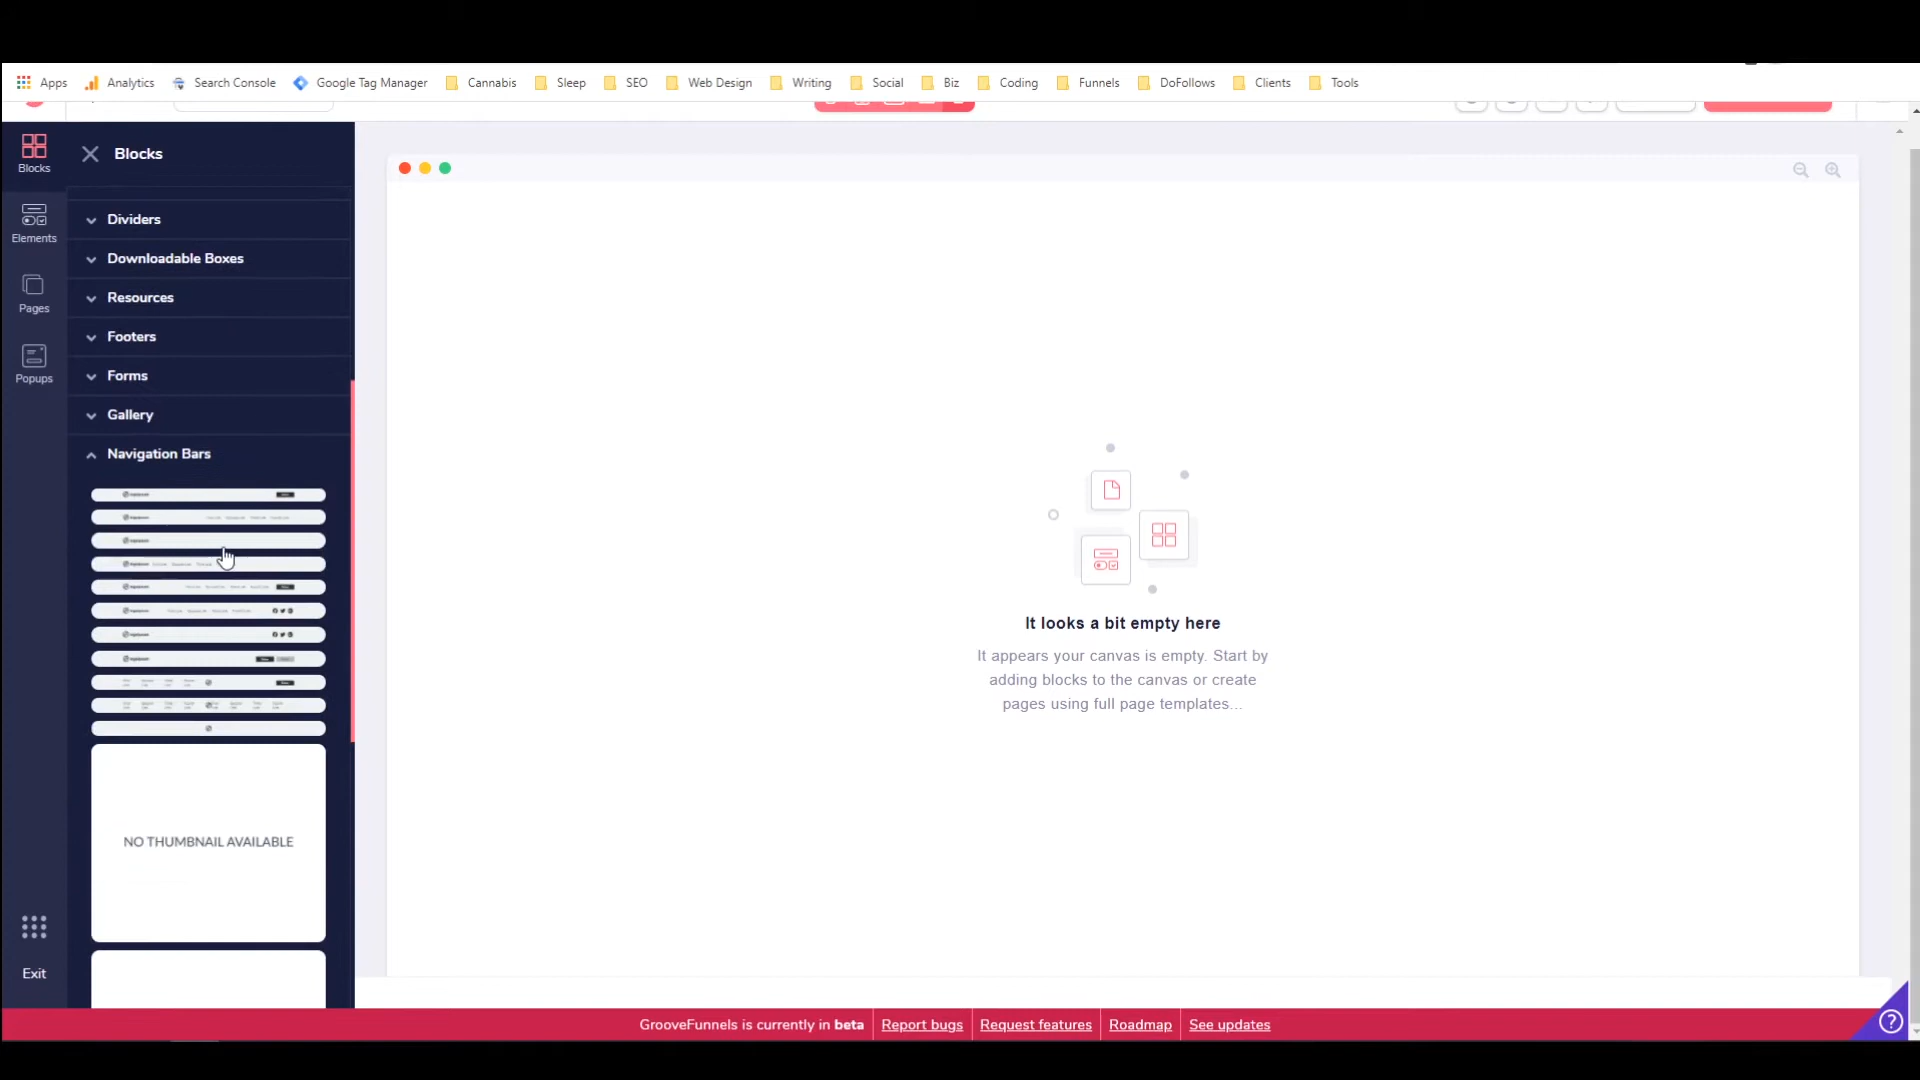 Apps Analytics Search Console Google Tag Manager Cannabis Sleep SEO Web Design Writing Social Biz Coding Funnels DoFollows Clients Tools
Blocks
Blocks
Elements
Pages
Popups
Exit
Dividers
Downloadable Boxes
Resources
Footers
Forms
Gallery
Navigation Bars
NO THUMBNAIL AVAILABLE
It looks a bit empty here
It appears your canvas is empty. Start by
adding blocks to the canvas or create
pages using full page templates...
GrooveFunnels is currently in beta Report bugs Request features Roadmap See updates
?